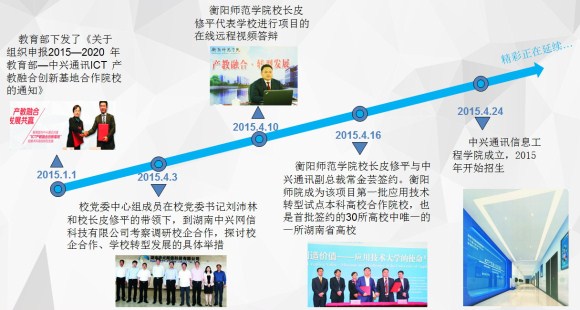 教育部下发了《关于
组织申报2015—2020 年
教育部—中兴通讯ICT 产
教融合创新基地合作院校
的通知》
产教融合
发展共赢
2015.1.1
2015.4.3
校党委中心组成员在校党委书记刘沛林
和校长皮修平的带领下，到湖南中兴网信
科技有限公司考察调研校企合作，探讨校
企合作、学校转型发展的具体举措
衡阳师范学院校长皮
修平代表学校进行项目的
在线远程视频答辩
产教融合
2015.4.10
2015.4.16
衡阳师范学院校长皮修平与中
兴通讯副总裁常金芸签约。衡阳
师院成为该项目第一批应用技术
转型试点本科高校合作院校，也
是首批签约的30所高校中唯一的
一所湖南省高校
应用技术大学的使命
2015.4.24
中兴通讯信息工
程学院成立，2015
年开始招生
精彩正在延续…